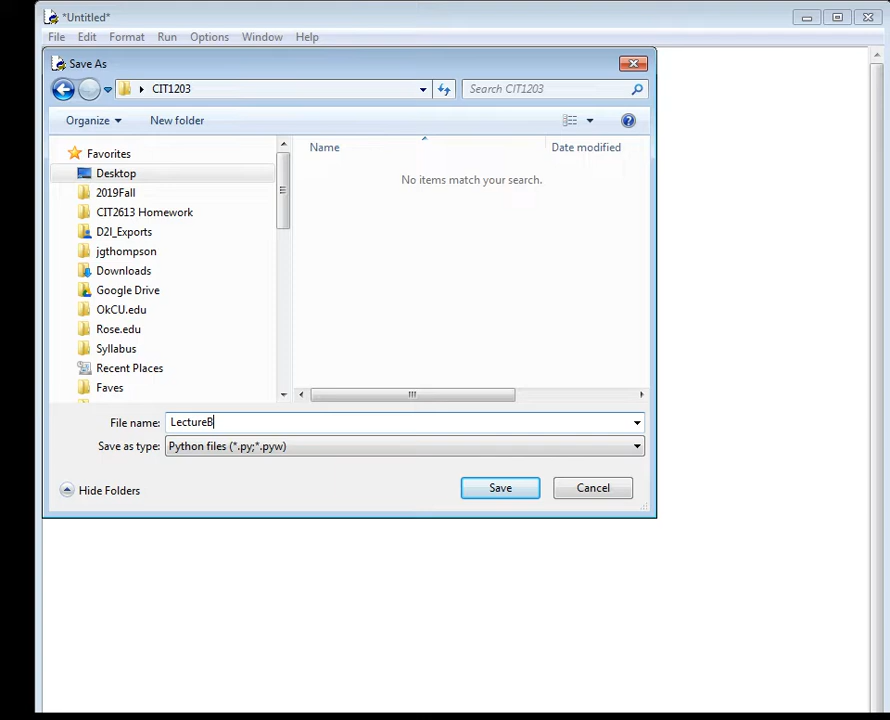 *Untitled*
File Edit Format Run Options Window Help
Save As
CIT1203
Search CIT1203
Organize New folder
Favorites
Desktop
2019Fall
CIT2613 Homework
D2l_Exports
jgthompson
Downloads
Google Drive
OkCU.edu
Rose.edu
Syllabus
Recent Places
Faves
Name Date modified
No items match your search.
File name: LectureB
Save as type: Python files (*.py;*.pyw)
Hide Folders Save Cancel